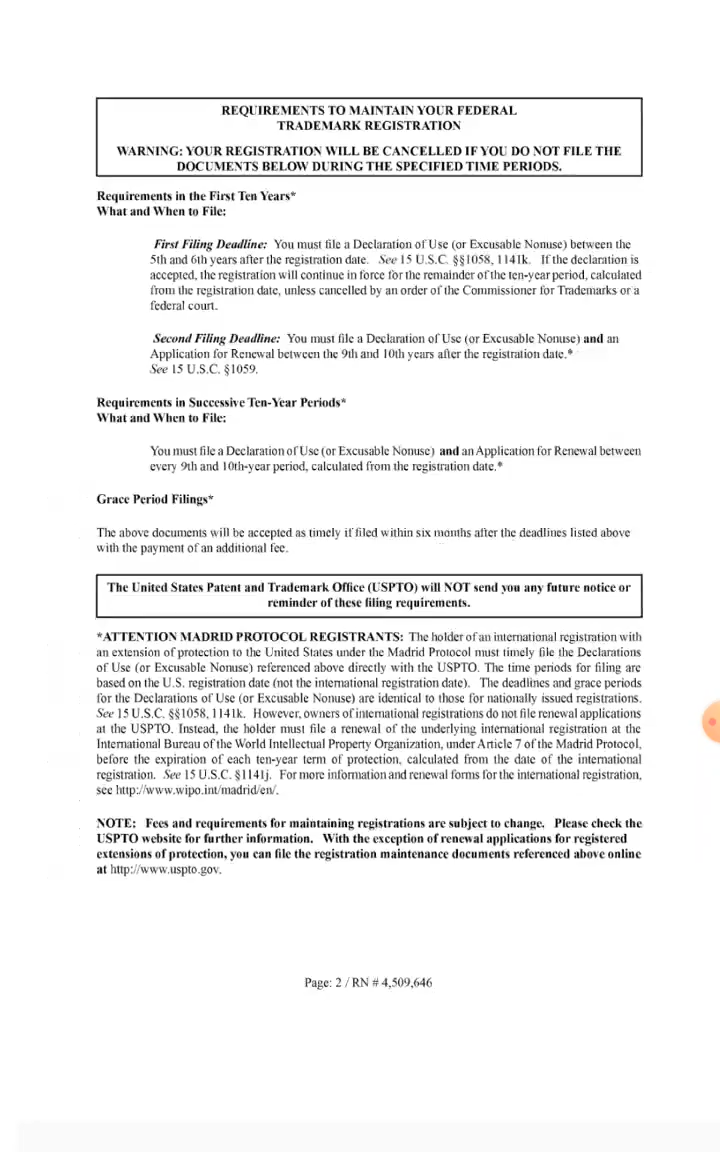 REQUIREMENTS TO MAINTAIN YOUR FEDERAL
TRADEMARK REGISTRATION
WARNING: YOUR REGISTRATION WILL BE CANCELLED IF YOU DO NOT FILE THE
DOCUMENTS BELOW DURING THE SPECIFIED TIME PERIODS.
Requirements in the First Ten Years*
What and When to File:
First Filing Deadline: You must file a Declaration of Use (or Excusable Nonuse) between the
5th and 6th years after the registration date. See 15 U.S.C. §§1058, 1141k. If the declaration is
accepted, the registration will continue in force for the remainder of the ten-year period, calculated
from the registration date, unless cancelled by an order of the Commissioner for Trademarks or a
federal court.
Second Filing Deadline: You must file a Declaration of Use (or Excusable Nonuse) and an
Application for Renewal between the 9th and 10th years after the registration date.*
See 15 U.S.C. §1059.
Requirements in Successive Ten-Year Periods*
What and When to File:
You must file a Declaration of Use (or Excusable Nonuse) and an Application for Renewal between
every 9th and 10th-year period, calculated from the registration date.*
Grace Period Filings*
The above documents will be accepted as timely if filed within six months after the deadlines listed above
with the payment of an additional fee.
The United States Patent and Trademark Office (USPTO) will NOT send you any future notice or
reminder of these filing requirements.
*ATTENTION MADRID PROTOCOL REGISTRANTS: The holder of an international registration with
an extension of protection to the United States under the Madrid Protocol must timely file the Declarations
of Use (or Excusable Nonuse) referenced above directly with the USPTO. The time periods for filing are
based on the U.S. registration date (not the international registration date). The deadlines and grace periods
for the Declarations of Use (or Excusable Nonuse) are identical to those for nationally issued registrations.
See 15 U.S.C. §§1058, 1141k. However, owners of international registrations do not file renewal applications
at the USPTO. Instead, the holder must file a renewal of the underlying international registration at the
International Bureau of the World Intellectual Property Organization, under Article 7 of the Madrid Protocol,
before the expiration of each ten-year term of protection, calculated from the date of the international
registration. See 15 U.S.C. §1141j. For more information and renewal forms for the international registration,
see http://www.wipo.int/madrid/en/.
NOTE: Fees and requirements for maintaining registrations are subject to change. Please check the
USPTO website for further information. With the exception of renewal applications for registered
extensions of protection, you can file the registration maintenance documents referenced above online
at http://www.uspto.gov.
Page: 2 / RN # 4,509,646